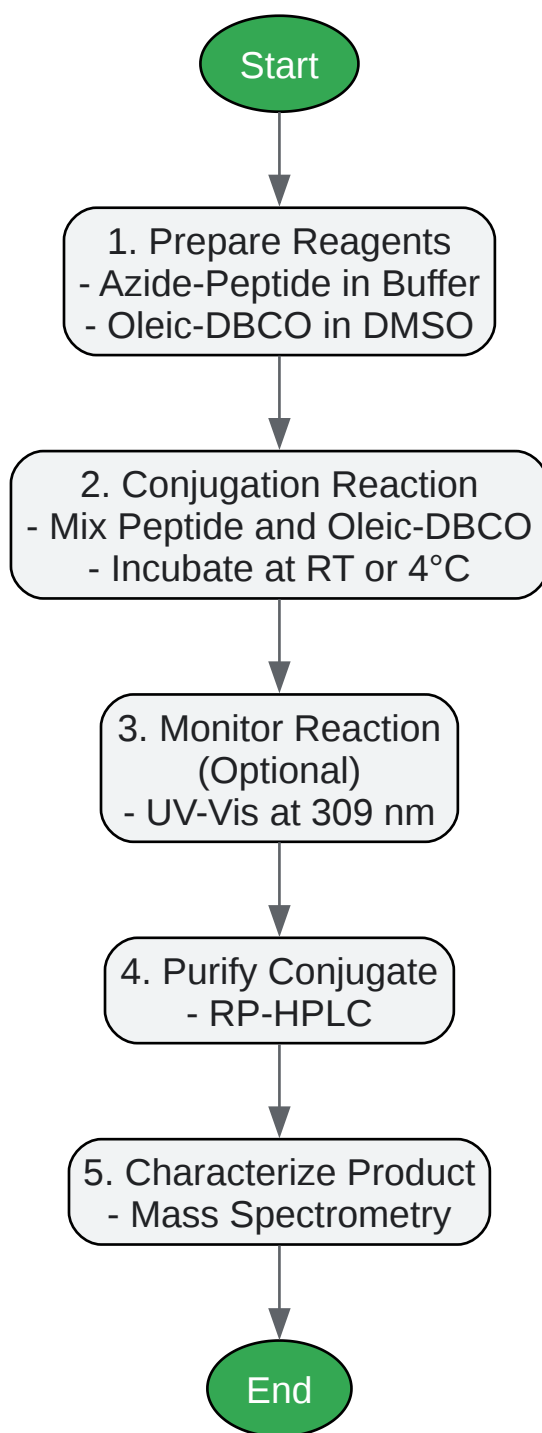 Start
1. Prepare Reagents
- Azide-Peptide in Buffer
- Oleic-DBCO in DMSO
2. Conjugation Reaction
- Mix Peptide and Oleic-DBCO
- Incubate at RT or 4°C
3. Monitor Reaction
(Optional)
- UV-Vis at 309 nm
4. Purify Conjugate
- RP-HPLC
5. Characterize Product
- Mass Spectrometry
End